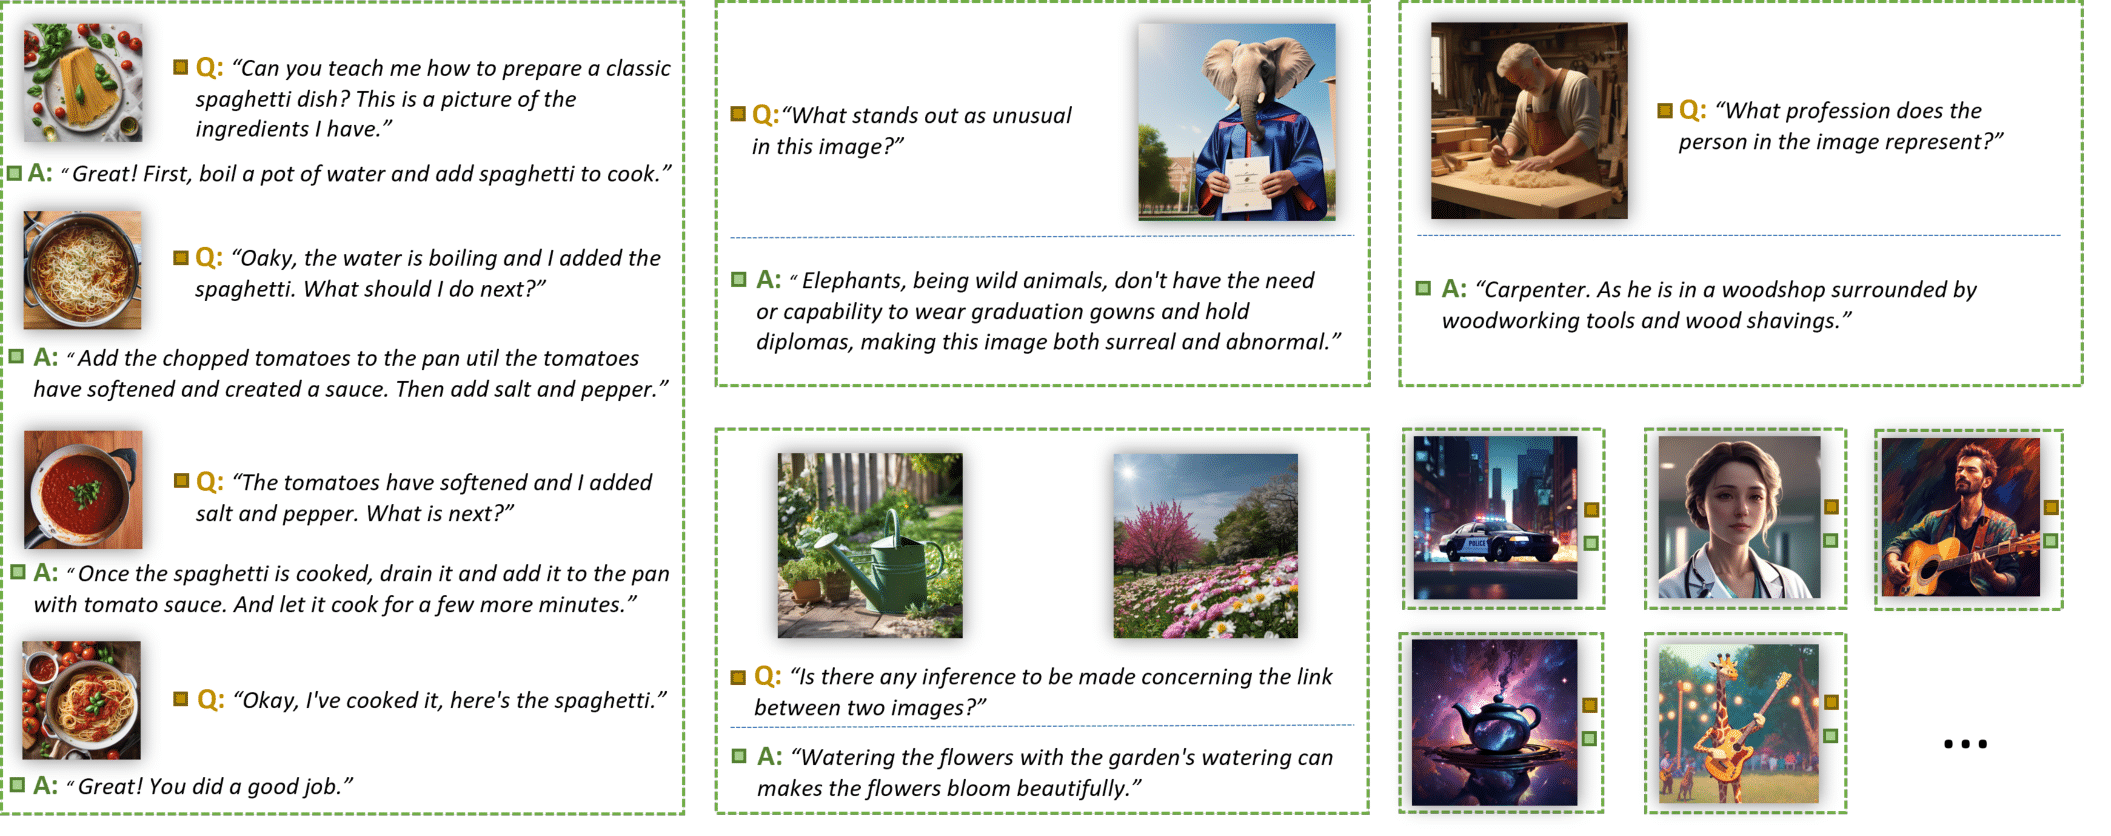 Q: “Can you teach me how to prepare a classic
spaghetti dish? This is a picture of the
ingredients I have.”
A: “Great! First, boil a pot of water and add spaghetti to cook.”
Q: “Oaky, the water is boiling and I added the
spaghetti. What should I do next?”
A: “Add the chopped tomatoes to the pan util the tomatoes
have softened and created a sauce. Then add salt and pepper.”
Q: “The tomatoes have softened and I added
salt and pepper. What is next?”
A: “Once the spaghetti is cooked, drain it and add it to the pan
with tomato sauce. And let it cook for a few more minutes.”
Q: “Okay, I've cooked it, here's the spaghetti.”
A: “Great! You did a good job.”
Q:“What stands out as unusual
in this image?”
A: “ Elephants, being wild animals, don't have the need
or capability to wear graduation gowns and hold
diplomas, making this image both surreal and abnormal.”
Q: “What profession does the
person in the image represent?”
A: “Carpenter. As he is in a woodshop surrounded by
woodworking tools and wood shavings.”
Q: “Is there any inference to be made concerning the link
between two images?”
A: “Watering the flowers with the garden's watering can
makes the flowers bloom beautifully.”
POLICE
...